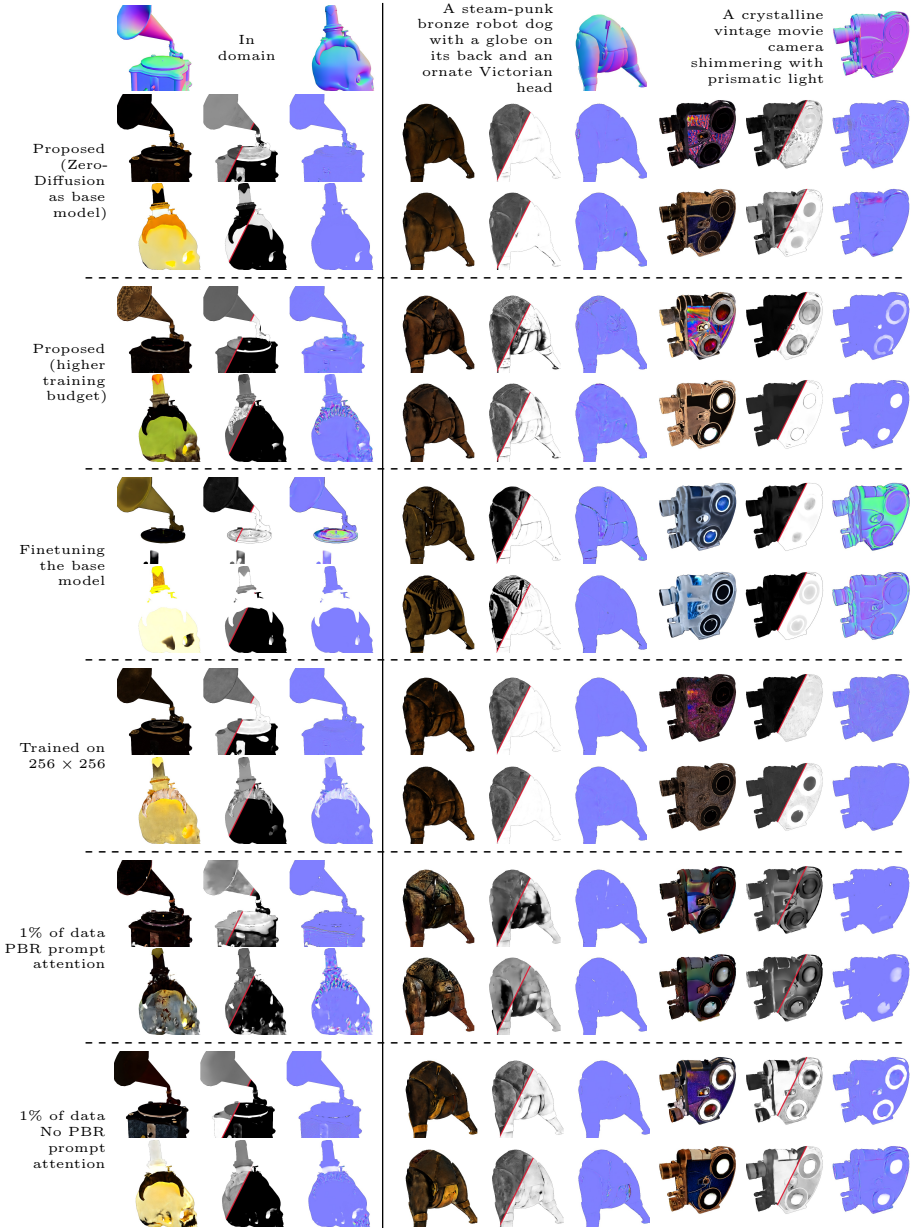 In
domain
A steam-punk
bronze robot dog
with a globe on
its back and an
ornate Victorian
head
A crystalline
vintage movie
camera
shimmering with
prismatic light
Proposed
(Zero-
Diffusion
as base
model)
Proposed
(higher
training
budget)
Finetuning
the base
model
Trained on
256 × 256
1% of data
PBR prompt
attention
1% of data
No PBR
prompt
attention